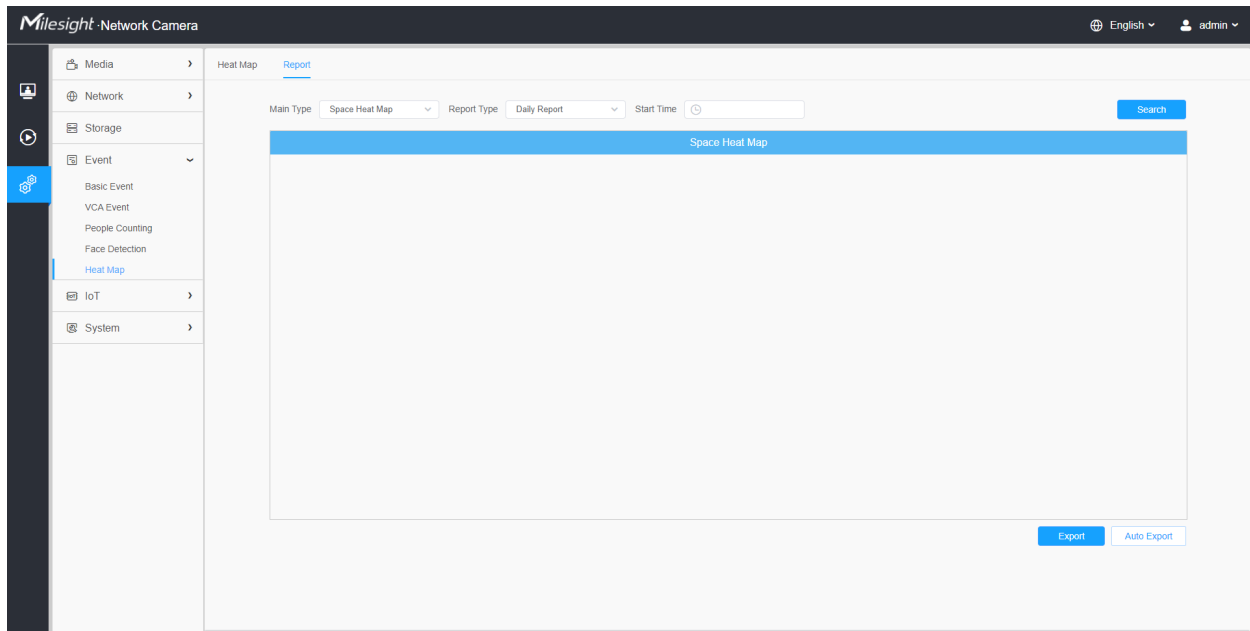 Milesight ·Network Camera
English
admin
Media
Network
Storage
Event
Basic Event
VCA Event
People Counting
Face Detection
Heat Map
IoT
System
Heat Map Report
Main Type Space Heat Map Report Type Daily Report Start Time Search
Space Heat Map
Export Auto Export